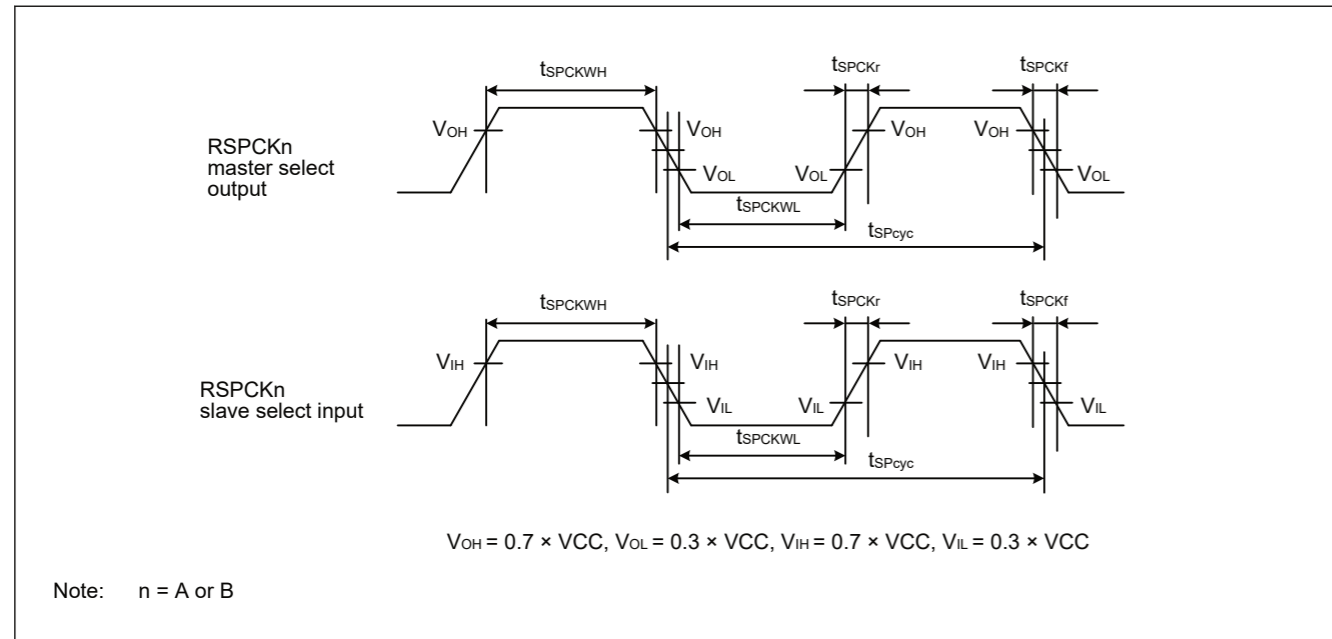 tSPCKWH
tSPCKr
tSPCKf
VOH
VOH
VOH
VOH
RSPCKn
master select
output
VOL
VOL
VOL
tSPCKWL
tSPcyc
tSPCKWH
tSPCKr
tSPCKf
VIH
VIH
VIH
VIH
RSPCKn
slave select input
VIL
VIL
VIL
tSPCKWL
tSPcyc
VOH = 0.7 × VCC, VOL = 0.3 × VCC, VIH = 0.7 × VCC, VIL = 0.3 × VCC
Note: n = A or B